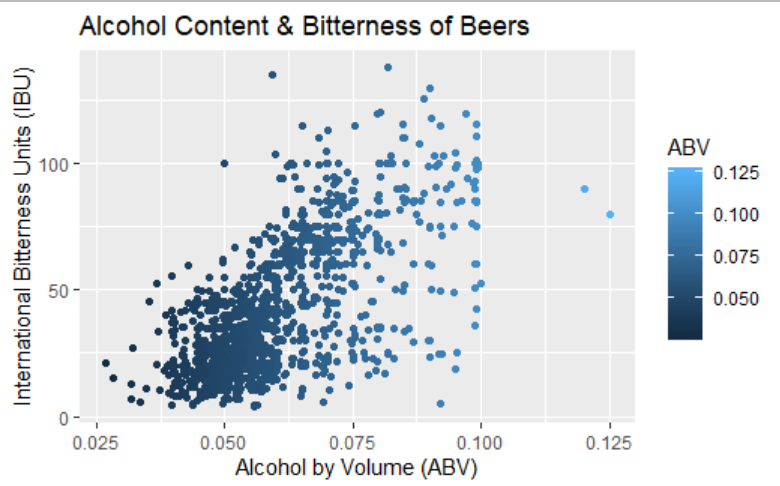 Alcohol Content & Bitterness of Beers
International Bitterness Units (IBU)
100
50
0
0.025 0.050 0.075 0.100 0.125
Alcohol by Volume (ABV)
ABV
0.125
0.100
0.075
0.050